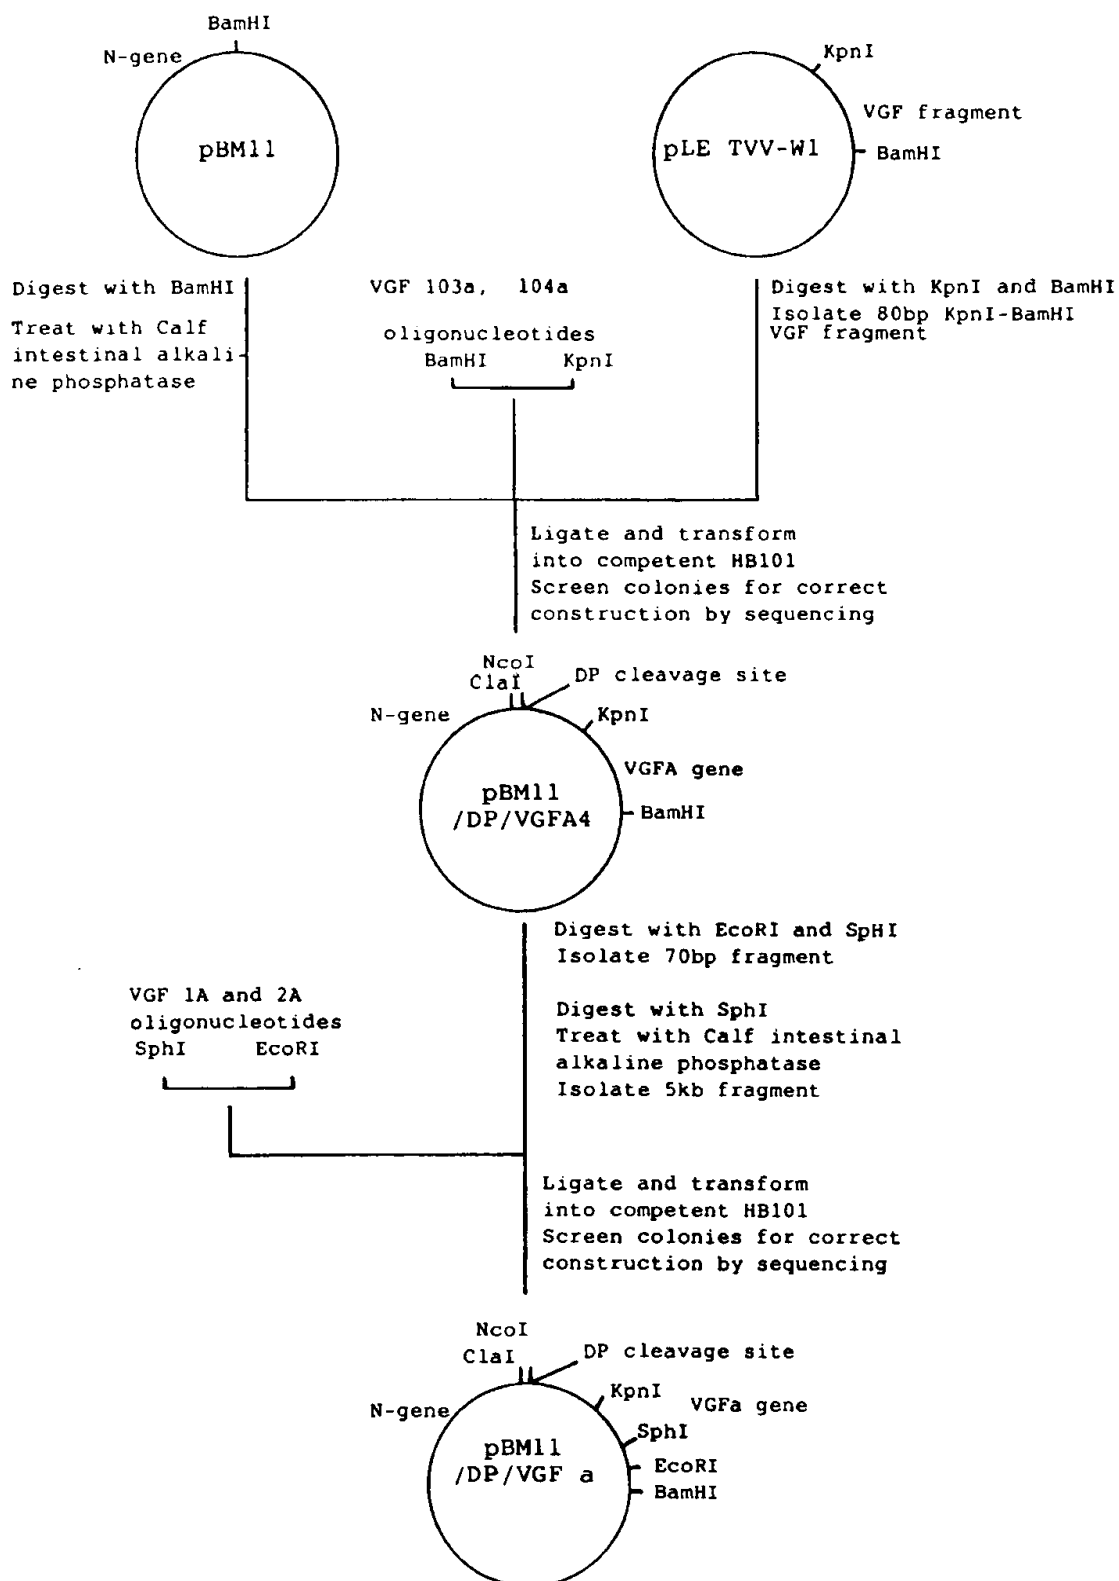 BamHI
N-gene
pBM11
KpnI
VGF fragment
BamHI
pLE TVV-W1
Digest with BamHI
Treat with Calf
intestinal alkali-
ne phosphatase
VGF 103a, 104a
oligonucleotides
BamHI KpnI
Digest with KpnI and BamHI
Isolate 80bp KpnI-BamHI
VGF fragment
Ligate and transform
into competent HB101
Screen colonies for correct
construction by sequencing
NcoI
ClaI
DP cleavage site
N-gene
KpnI
VGFA gene
BamHI
pBM11
/DP/VGFA4
Digest with EcoRI and SpHI
Isolate 70bp fragment
VGF 1A and 2A
oligonucleotides
SphI EcoRI
Digest with SphI
Treat with Calf intestinal
alkaline phosphatase
Isolate 5kb fragment
Ligate and transform
into competent HB101
Screen colonies for correct
construction by sequencing
NcoI
ClaI
DP cleavage site
N-gene
KpnI
VGFa gene
SphI
EcoRI
BamHI
pBM11
/DP/VGF a